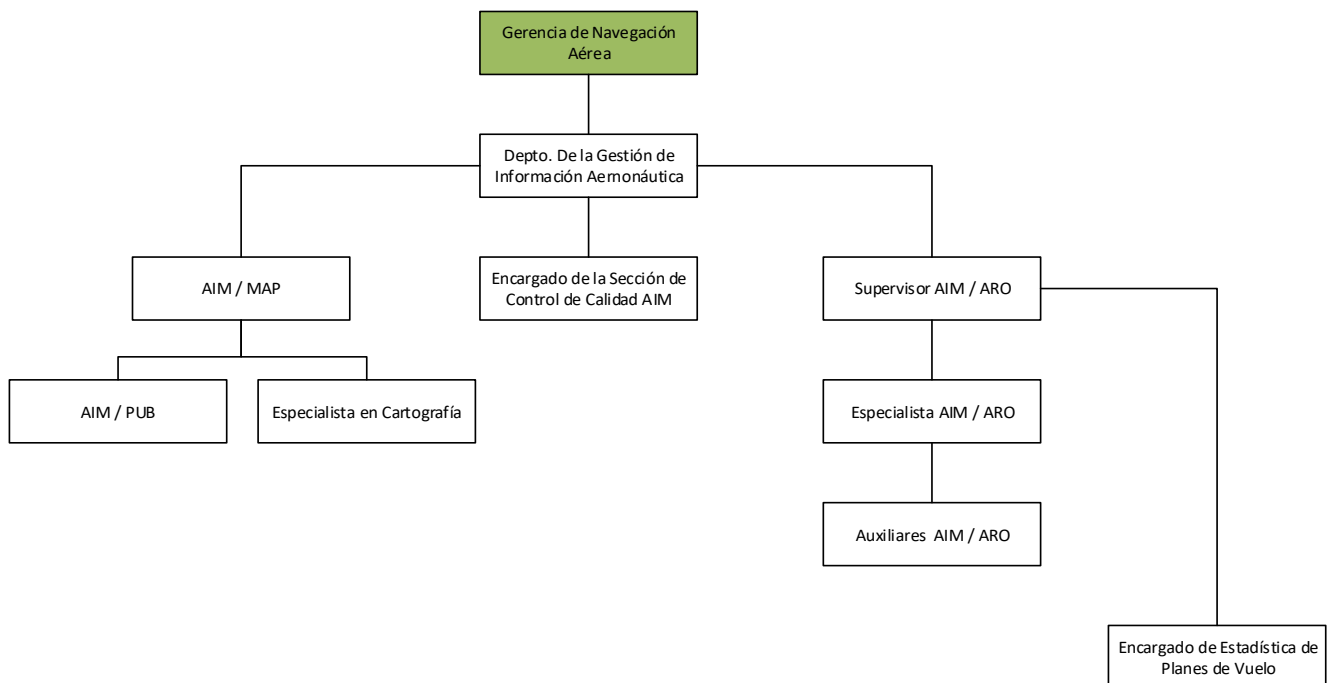 Gerencia de Navegación
Aérea
Depto. De la Gestión de
Información Aernonáutica
AIM / MAP
Encargado de la Sección de
Control de Calidad AIM
Supervisor AIM / ARO
AIM / PUB
Especialista en Cartografía
Especialista AIM / ARO
Auxiliares AIM / ARO
Encargado de Estadística de
Planes de Vuelo